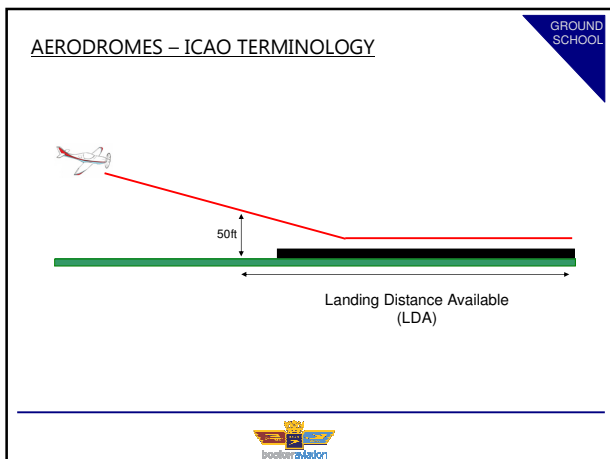 GROUND
SCHOOL
AERODROMES – ICAO TERMINOLOGY
50ft
Landing Distance Available
(LDA)
bookeraviation